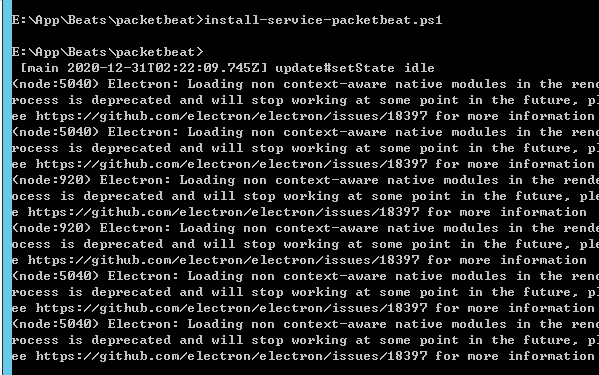 E:\App\Beats\packetbeat>install-service-packetbeat.ps1
E:\App\Beats\packetbeat>
[main 2020-12-31T02:22:09.745Z] update#setState idle
(node:5040) Electron: Loading non context-aware native modules in the rend
rocess is deprecated and will stop working at some point in the future, pl
ee https://github.com/electron/electron/issues/18397 for more information
(node:5040) Electron: Loading non context-aware native modules in the rend
rocess is deprecated and will stop working at some point in the future, pl
ee https://github.com/electron/electron/issues/18397 for more information
(node:920) Electron: Loading non context-aware native modules in the rende
ocess is deprecated and will stop working at some point in the future, ple
e https://github.com/electron/electron/issues/18397 for more information
(node:920) Electron: Loading non context-aware native modules in the rende
ocess is deprecated and will stop working at some point in the future, ple
e https://github.com/electron/electron/issues/18397 for more information
(node:5040) Electron: Loading non context-aware native modules in the rend
rocess is deprecated and will stop working at some point in the future, pl
ee https://github.com/electron/electron/issues/18397 for more information
(node:5040) Electron: Loading non context-aware native modules in the rend
rocess is deprecated and will stop working at some point in the future, pl
ee https://github.com/electron/electron/issues/18397 for more information